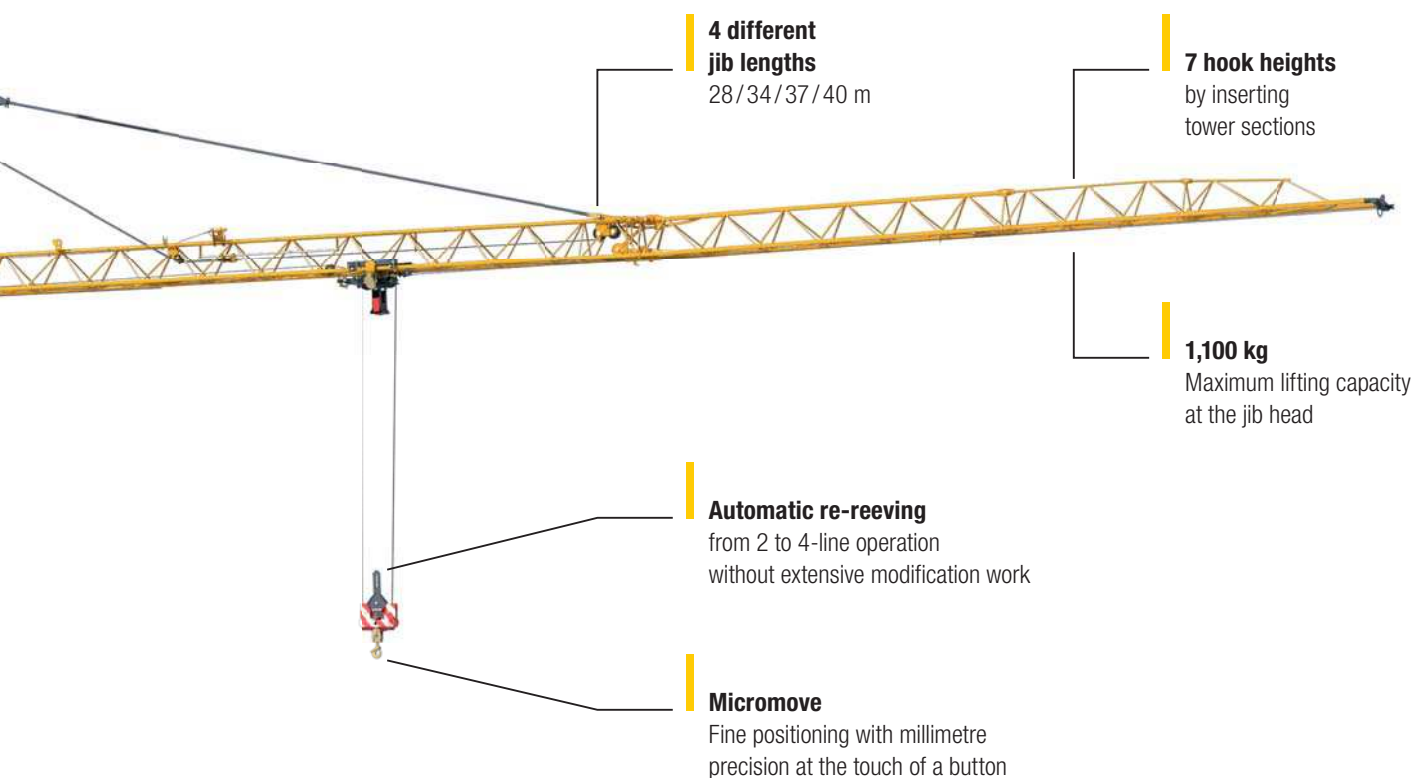 4 different
jib lengths
28/34/37/40 m
7 hook heights
by inserting
tower sections
1,100 kg
Maximum lifting capacity
at the jib head
Automatic re-reeving
from 2 to 4-line operation
without extensive modification work
Micromove
Fine positioning with millimetre
precision at the touch of a button